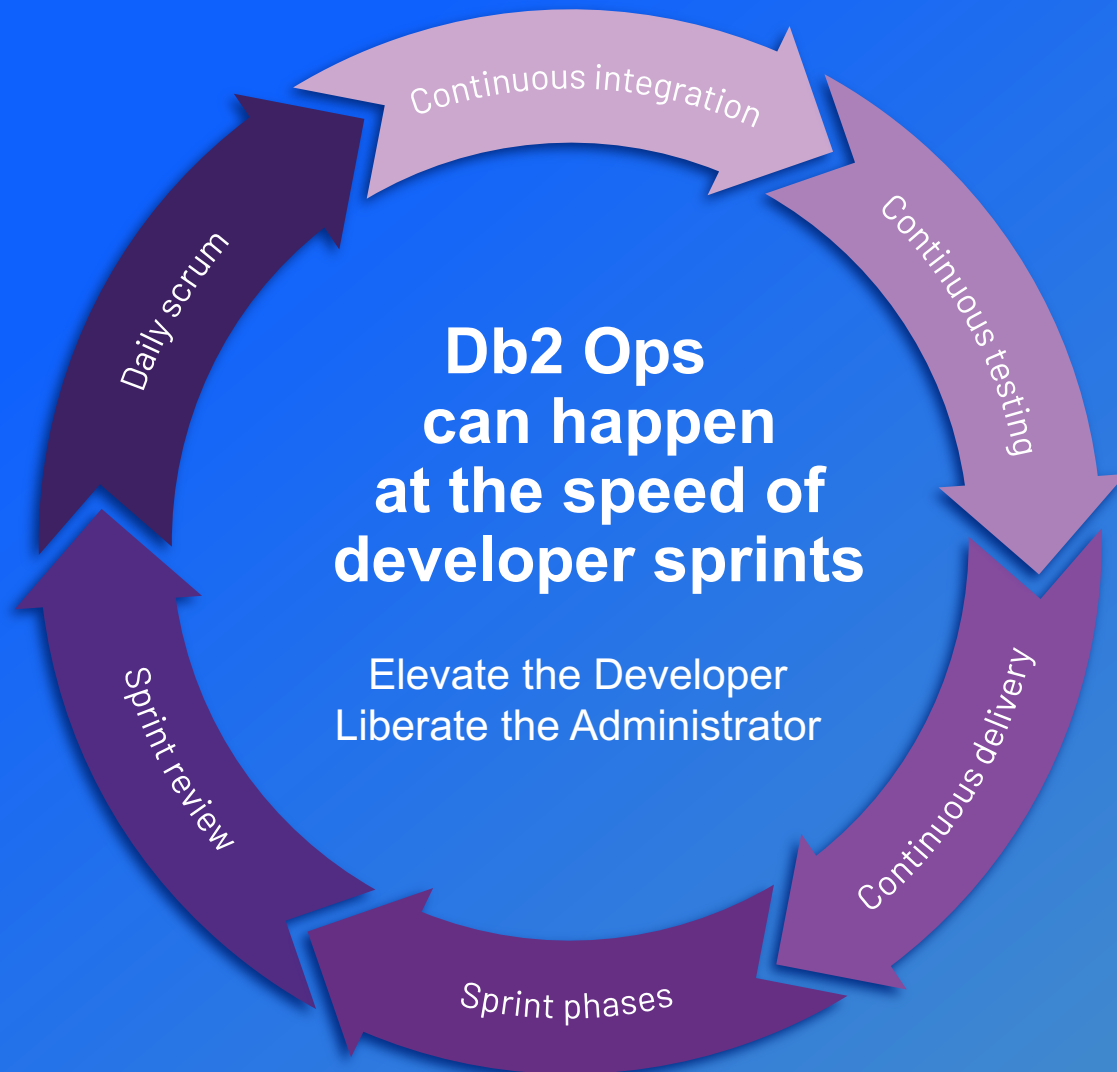 Continuous integration
Continuous testing
Continuous delivery
Sprint phases
Sprint review
Daily scrum
Db2 Ops
can happen
at the speed of
developer sprints
Elevate the Developer
Liberate the Administrator